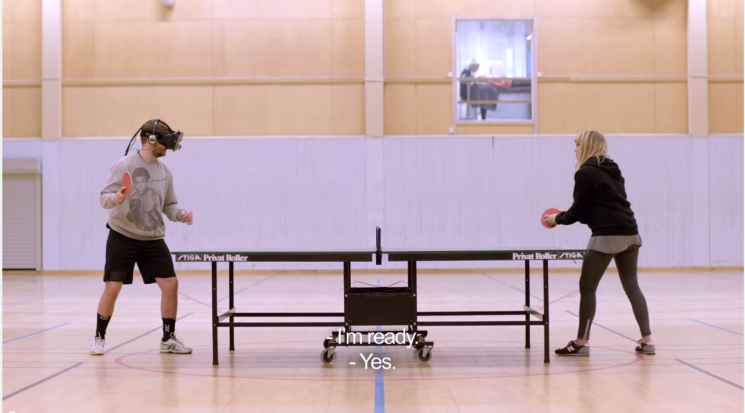 STIGA Privat Roller
Privat Roller STIGA
- I'm ready.
- Yes.